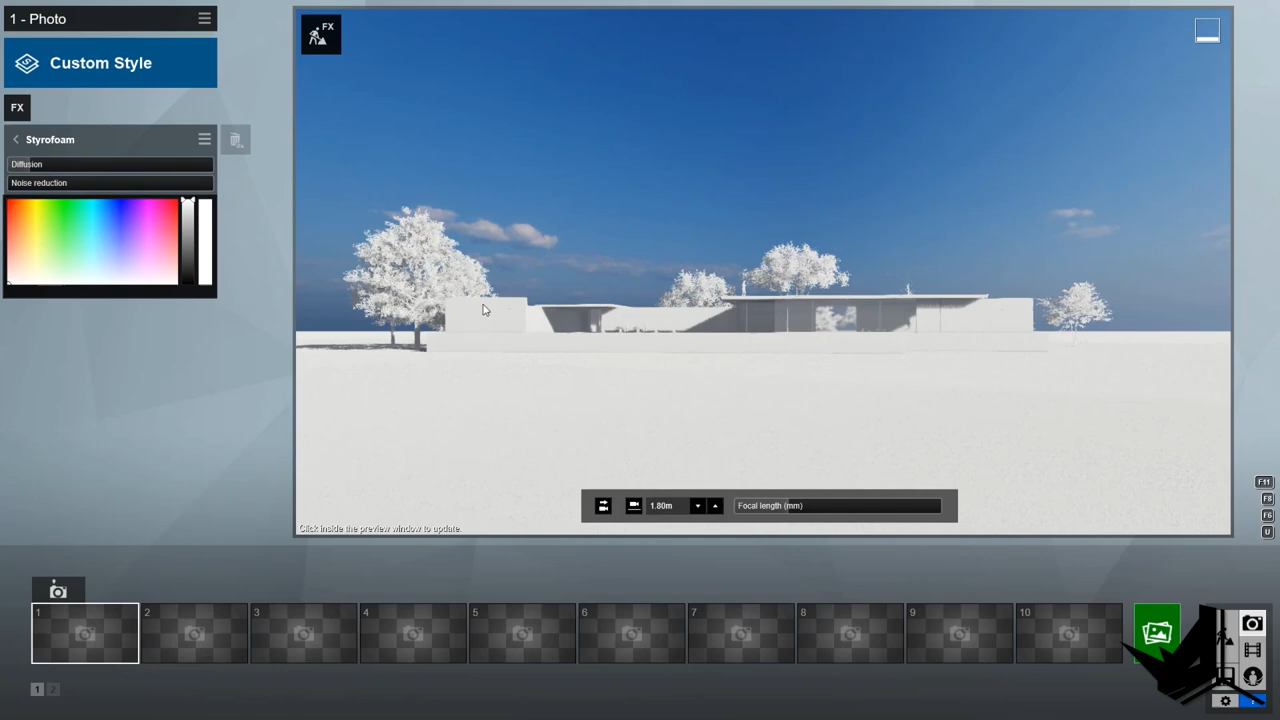 1 - Photo
Custom Style
FX
Styrofoam
Diffusion
Noise reduction
FX
1.80m
Focal length (mm)
Click inside the preview window to update.
F11
F8
F6
U
1
2
3
4
5
6
7
8
9
10
1
2